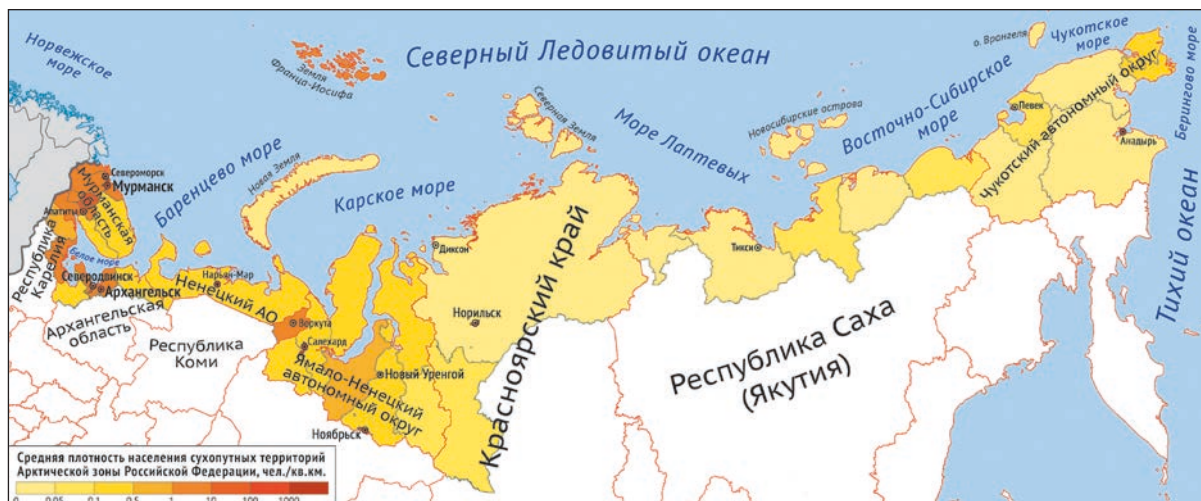 Норвежское
море
Северный Ледовитый океан
Земля
Франца-Иосифа
о. Врангеля
Чукотское
море
Берингово море
Северная Земля
Море Лаптевых
Новосибирские острова
Восточно-Сибирское
море
Певек
Чукотский автономный округ
Анадырь
Тихий океан
Баренцево море
Новая Земля
Карское море
Североморск
Мурманск
Мурманская
область
Апатиты
Республика
Карелия
Белое море
Северодвинск
Архангельск
Архангельская
область
Нарьян-Мар
Ненецкий АО
Республика
Коми
Воркута
Салехард
Новый Уренгой
Ямало-Ненецкий
автономный округ
Ноябрьск
Диксон
Норильск
Красноярский край
Тикси
Республика Саха
(Якутия)
Средняя плотность населения сухопутных территорий
Арктической зоны Российской Федерации, чел./кв.км.
0 0,05 0,1 0,5 1 10 100 1000